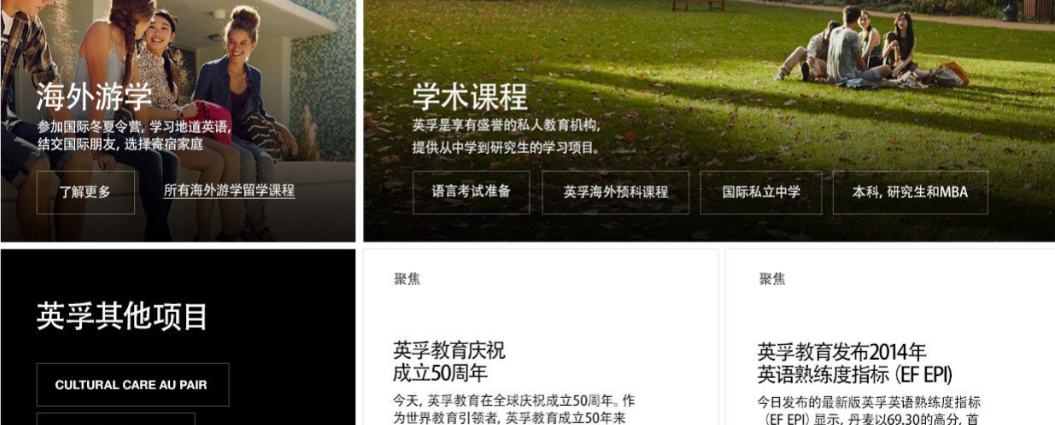 海外游学
参加国际冬夏令营, 学习地道英语,
结交国际朋友, 选择寄宿家庭
了解更多
所有海外游学留学课程
学术课程
英孚是享有盛誉的私人教育机构,
提供从中学到研究生的学习项目。
语言考试准备
英孚海外预科课程
国际私立中学
本科, 研究生和MBA
英孚其他项目
CULTURAL CARE AU PAIR
聚焦
英孚教育庆祝
成立50周年
今天, 英孚教育在全球庆祝成立50周年。作
为世界教育引领者, 英孚教育成立50年来
聚焦
英孚教育发布2014年
英语熟练度指标 (EF EPI)
今日发布的最新版英孚英语熟练度指标
(EF EPI) 显示, 丹麦以69.30的高分, 首